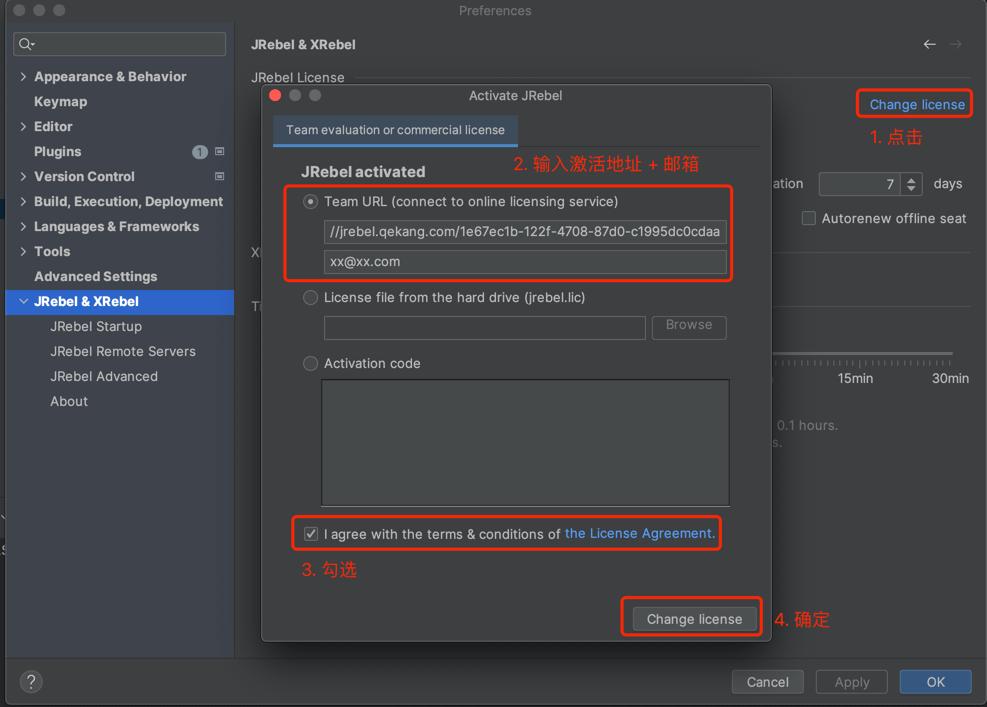 Preferences
JRebel & XRebel
Appearance & Behavior
Keymap
Editor
Plugins 1
Version Control
Build, Execution, Deployment
Languages & Frameworks
Tools
Advanced Settings
JRebel & XRebel
JRebel Startup
JRebel Remote Servers
JRebel Advanced
About
JRebel License
Change license
1. 点击
ation 7 days
Autorenew offline seat
15min 30min
0.1 hours.
s.
Activate JRebel
Team evaluation or commercial license
2. 输入激活地址 + 邮箱
JRebel activated
Team URL (connect to online licensing service)
//jrebel.qekang.com/1e67ec1b-122f-4708-87d0-c1995dc0cdaa
xx@xx.com
License file from the hard drive (jrebel.lic)
Browse
Activation code
I agree with the terms & conditions of the License Agreement.
3. 勾选
Change license
4. 确定
?
Cancel
Apply
OK